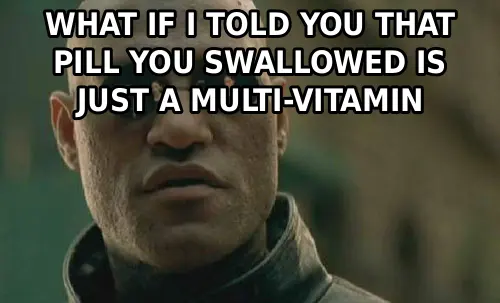 WHAT IF I TOLD YOU THAT
PILL YOU SWALLOWED IS
JUST A MULTI-VITAMIN